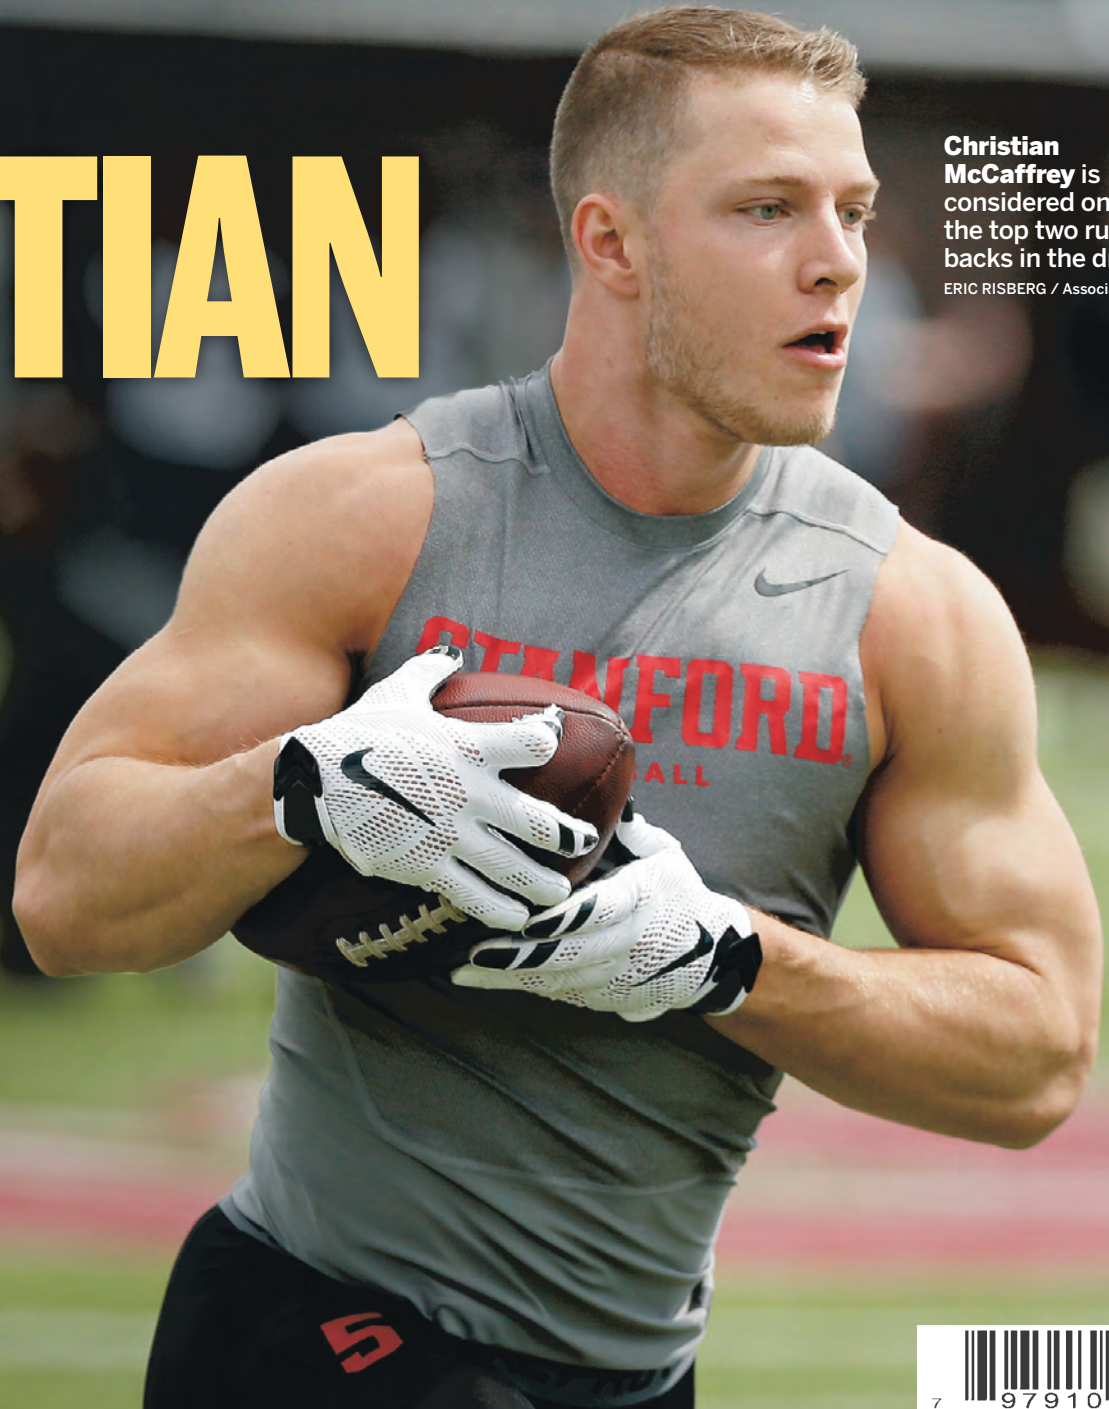 TIAN
Christian
McCaffrey is
considered on
the top two ru
backs in the d
ERIC RISBERG / Associ
STANFORD
ALL
5
7 97910